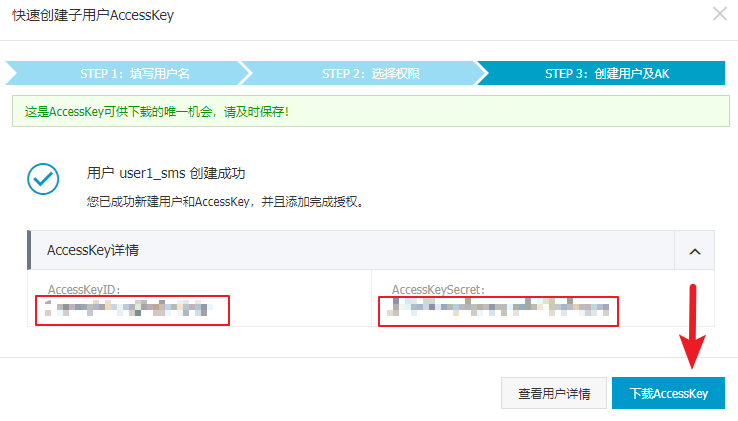 快速创建子用户AccessKey
STEP 1：填写用户名
STEP 2：选择权限
STEP 3：创建用户及AK
这是AccessKey可供下载的唯一机会，请及时保存！
用户 user1_sms 创建成功
您已成功新建用户和AccessKey，并且添加完成授权。
AccessKey详情
AccessKeyID：
AccessKeySecret：
查看用户详情
下载AccessKey